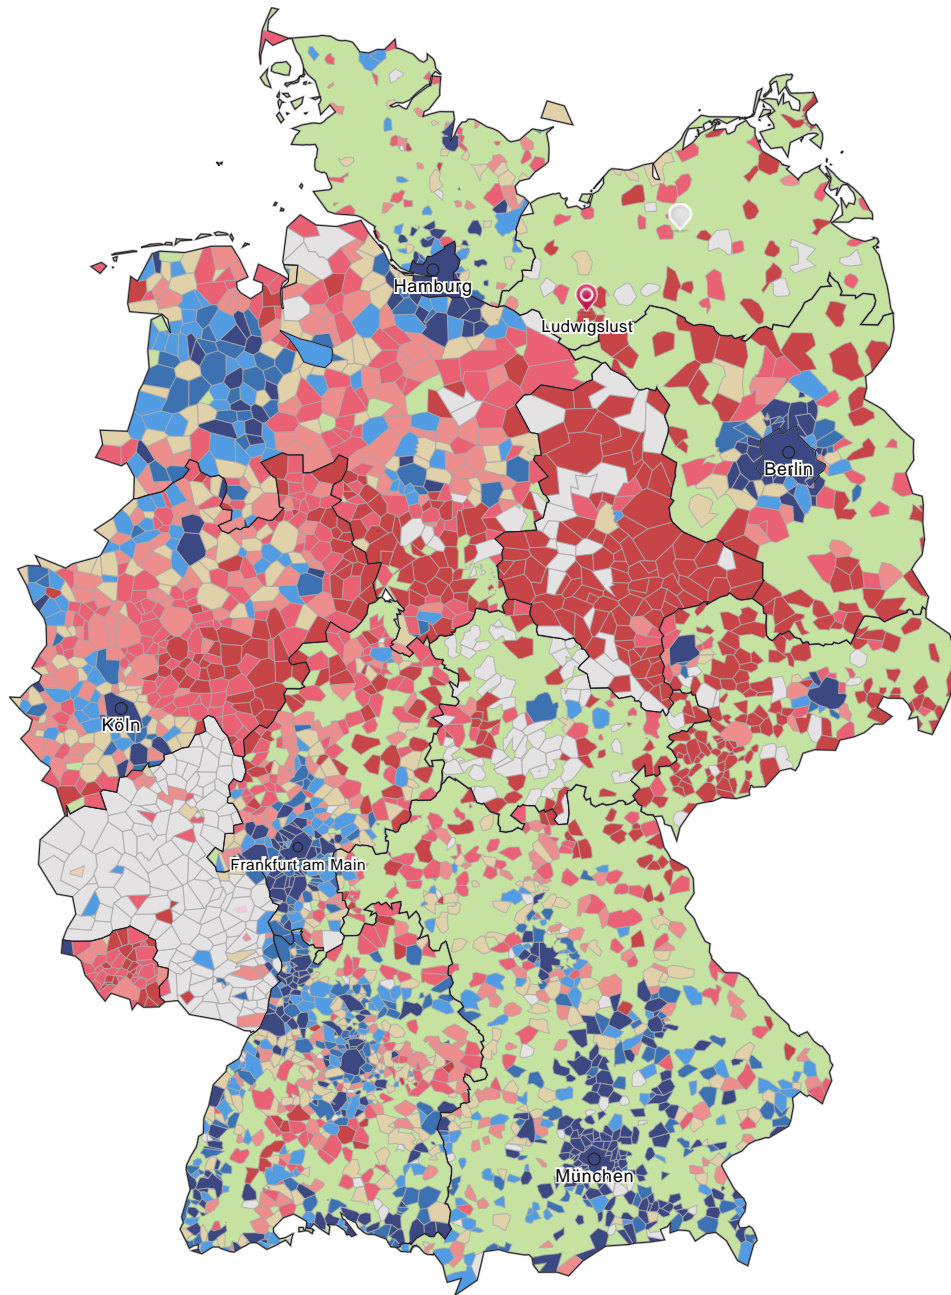 Hamburg
Ludwigslust
Berlin
Köln
Frankfurt am Main
München